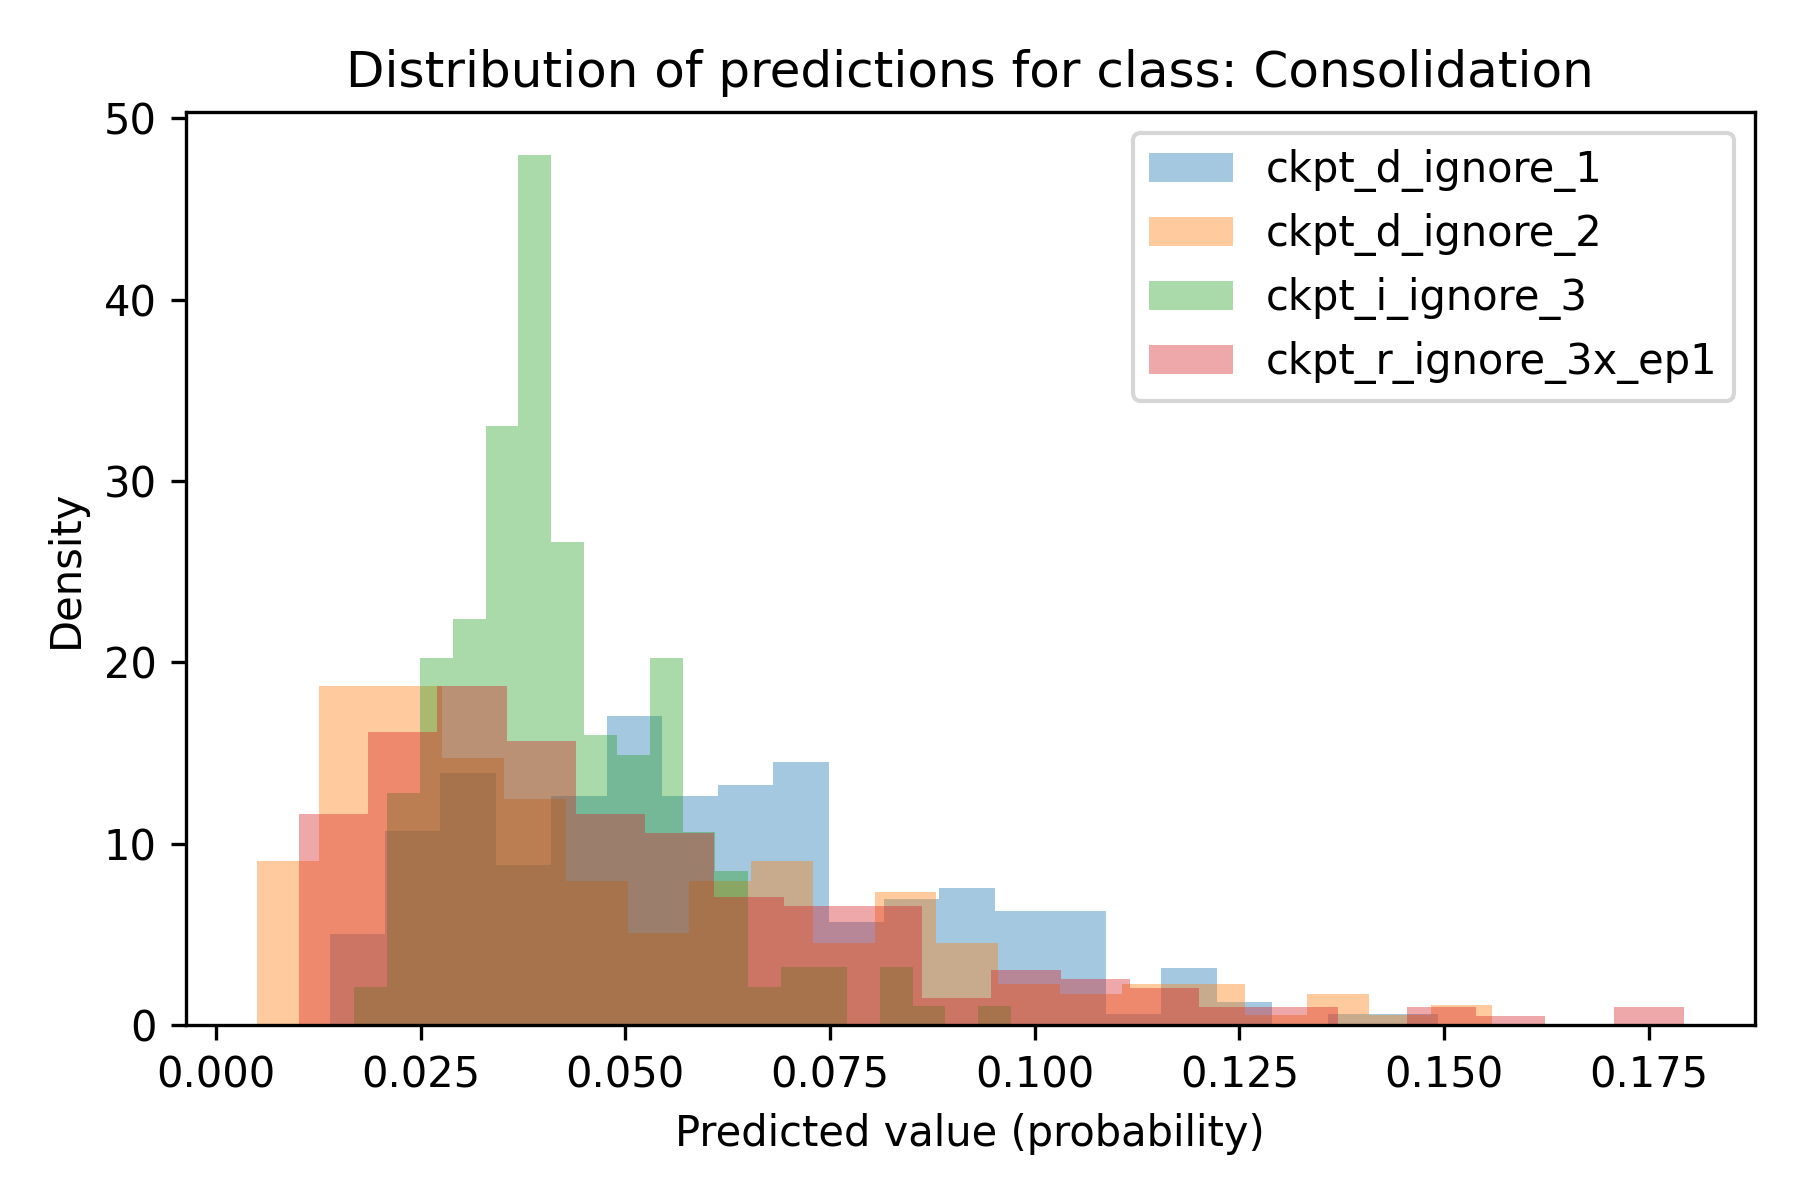 Distribution of predictions for class: Consolidation
50
40
30
20
10
0
Density
ckpt_d_ignore_1
ckpt_d_ignore_2
ckpt_i_ignore_3
ckpt_r_ignore_3x_ep1
0.000 0.025 0.050 0.075 0.100 0.125 0.150 0.175
Predicted value (probability)